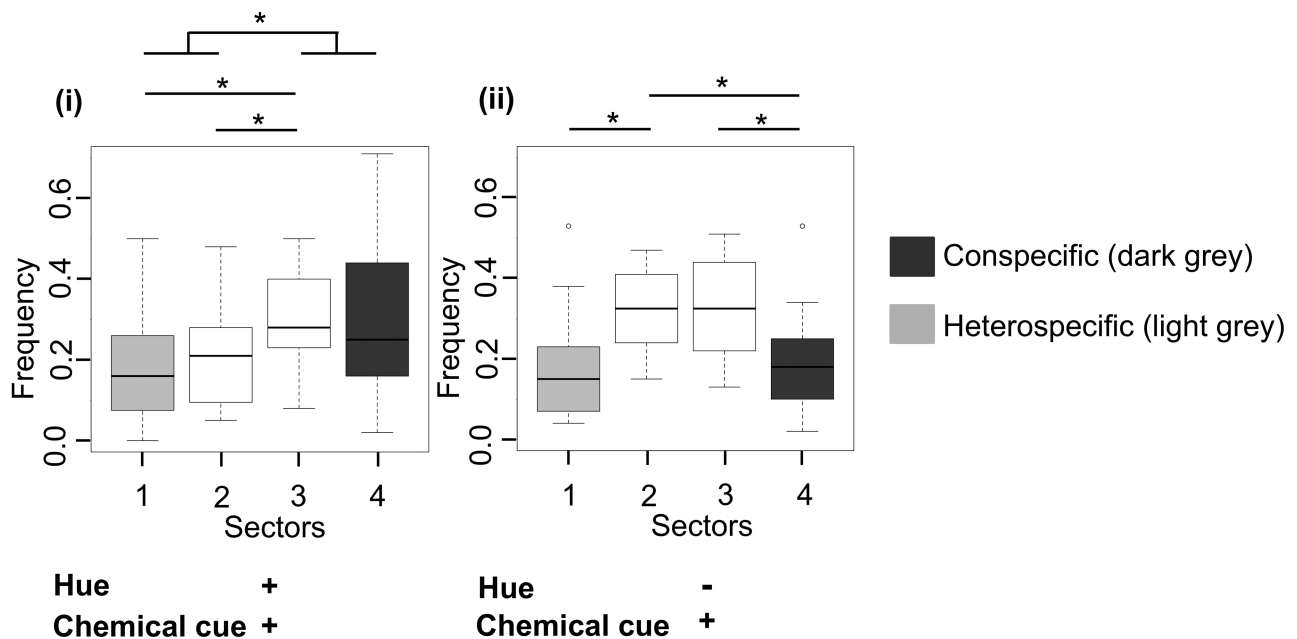 *
*
*
(i)
Frequency
0.0
0.2
0.4
0.6
1 2 3 4
Sectors
Hue +
Chemical cue +
*
*
*
(ii)
Frequency
0.0
0.2
0.4
0.6
1 2 3 4
Sectors
Hue -
Chemical cue +
Conspecific (dark grey)
Heterospecific (light grey)